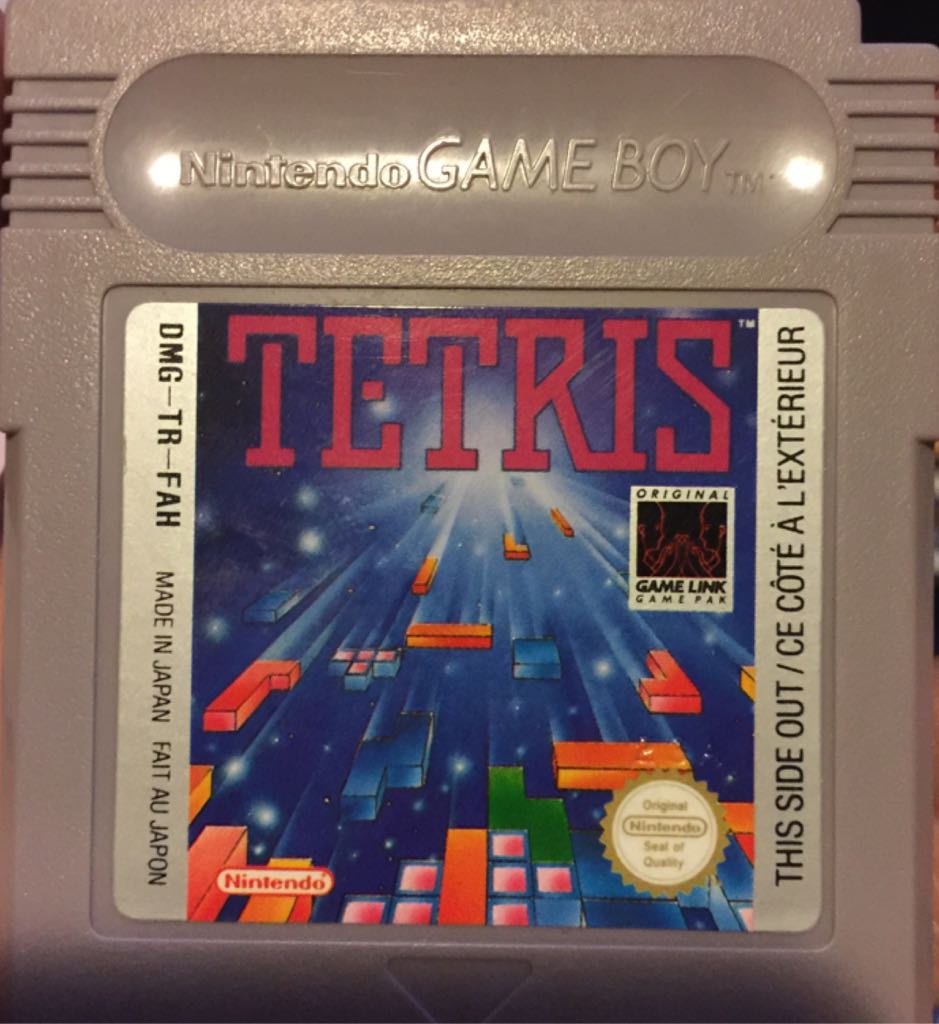 Nintendo GAME BOY TM
DMG-TR-FAH MADE IN JAPAN FAIT AU JAPON
TETRIS TM
ORIGINAL
GAME LINK
GAME PAK
Original
Nintendo
Seal of
Quality
Nintendo®
THIS SIDE OUT / CE CÔTÉ À L'EXTÉRIEUR